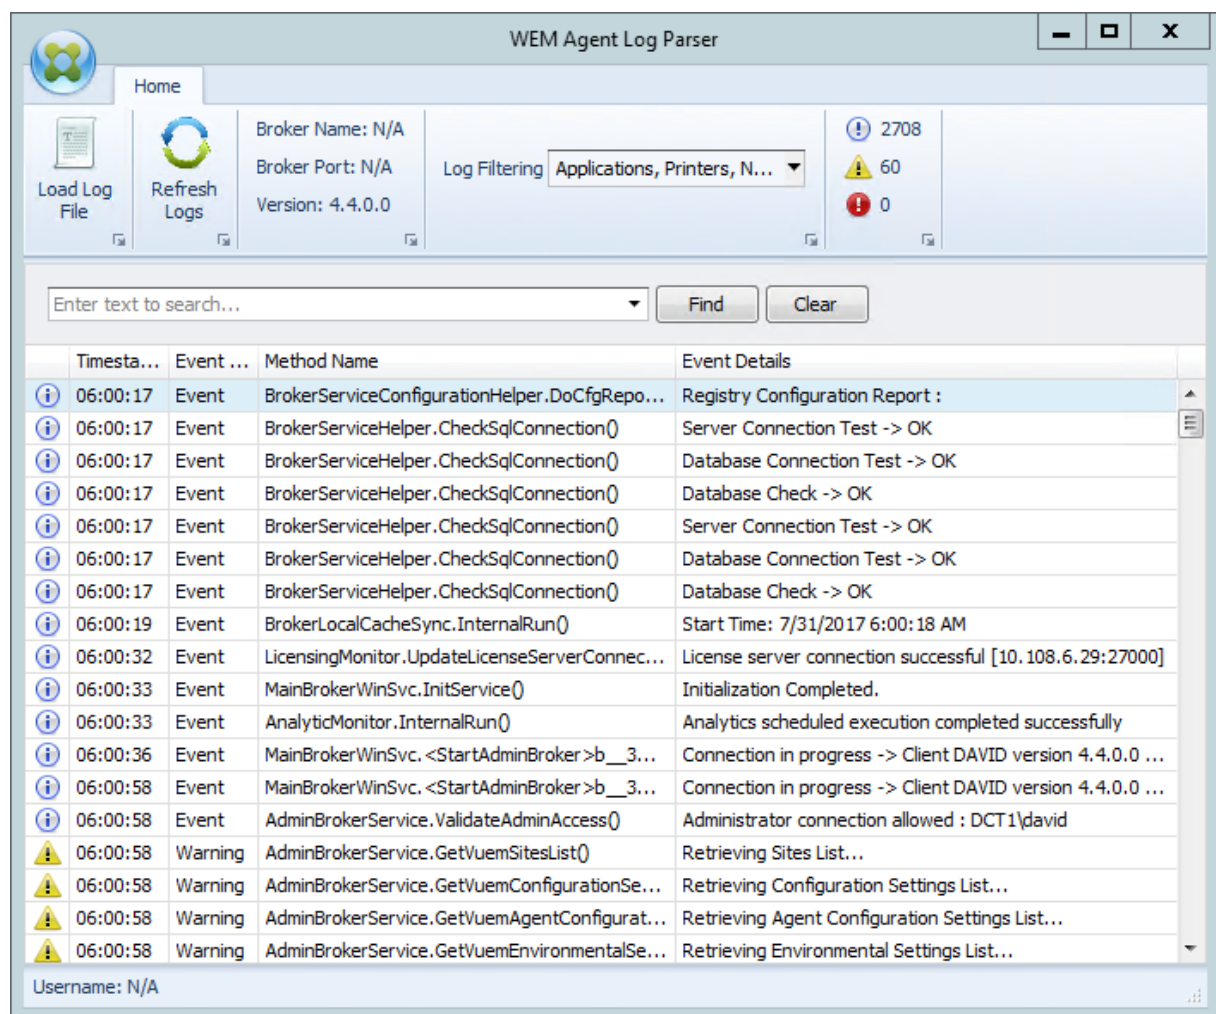 WEM Agent Log Parser
Home
Load Log File
Refresh Logs
Broker Name: N/A
Broker Port: N/A
Version: 4.4.0.0
Log Filtering Applications, Printers, N...
2708
60
0
Enter text to search...
Find Clear
Timesta... Event ... Method Name Event Details
06:00:17 Event BrokerServiceConfigurationHelper.DoCfgRepo... Registry Configuration Report :
06:00:17 Event BrokerServiceHelper.CheckSqlConnection() Server Connection Test -> OK
06:00:17 Event BrokerServiceHelper.CheckSqlConnection() Database Connection Test -> OK
06:00:17 Event BrokerServiceHelper.CheckSqlConnection() Database Check -> OK
06:00:17 Event BrokerServiceHelper.CheckSqlConnection() Server Connection Test -> OK
06:00:17 Event BrokerServiceHelper.CheckSqlConnection() Database Connection Test -> OK
06:00:17 Event BrokerServiceHelper.CheckSqlConnection() Database Check -> OK
06:00:19 Event BrokerLocalCacheSync.InternalRun() Start Time: 7/31/2017 6:00:18 AM
06:00:32 Event LicensingMonitor.UpdateLicenseServerConnec... License server connection successful [10.108.6.29:27000]
06:00:33 Event MainBrokerWinSvc.InitService() Initialization Completed.
06:00:33 Event AnalyticMonitor.InternalRun() Analytics scheduled execution completed successfully
06:00:36 Event MainBrokerWinSvc.<StartAdminBroker>b__3... Connection in progress -> Client DAVID version 4.4.0.0 ...
06:00:58 Event MainBrokerWinSvc.<StartAdminBroker>b__3... Connection in progress -> Client DAVID version 4.4.0.0 ...
06:00:58 Event AdminBrokerService.ValidateAdminAccess() Administrator connection allowed : DCT1\david
06:00:58 Warning AdminBrokerService.GetVuemSitesList() Retrieving Sites List...
06:00:58 Warning AdminBrokerService.GetVuemConfigurationSe... Retrieving Configuration Settings List...
06:00:58 Warning AdminBrokerService.GetVuemAgentConfigurat... Retrieving Agent Configuration Settings List...
06:00:58 Warning AdminBrokerService.GetVuemEnvironmentalSe... Retrieving Environmental Settings List...
Username: N/A